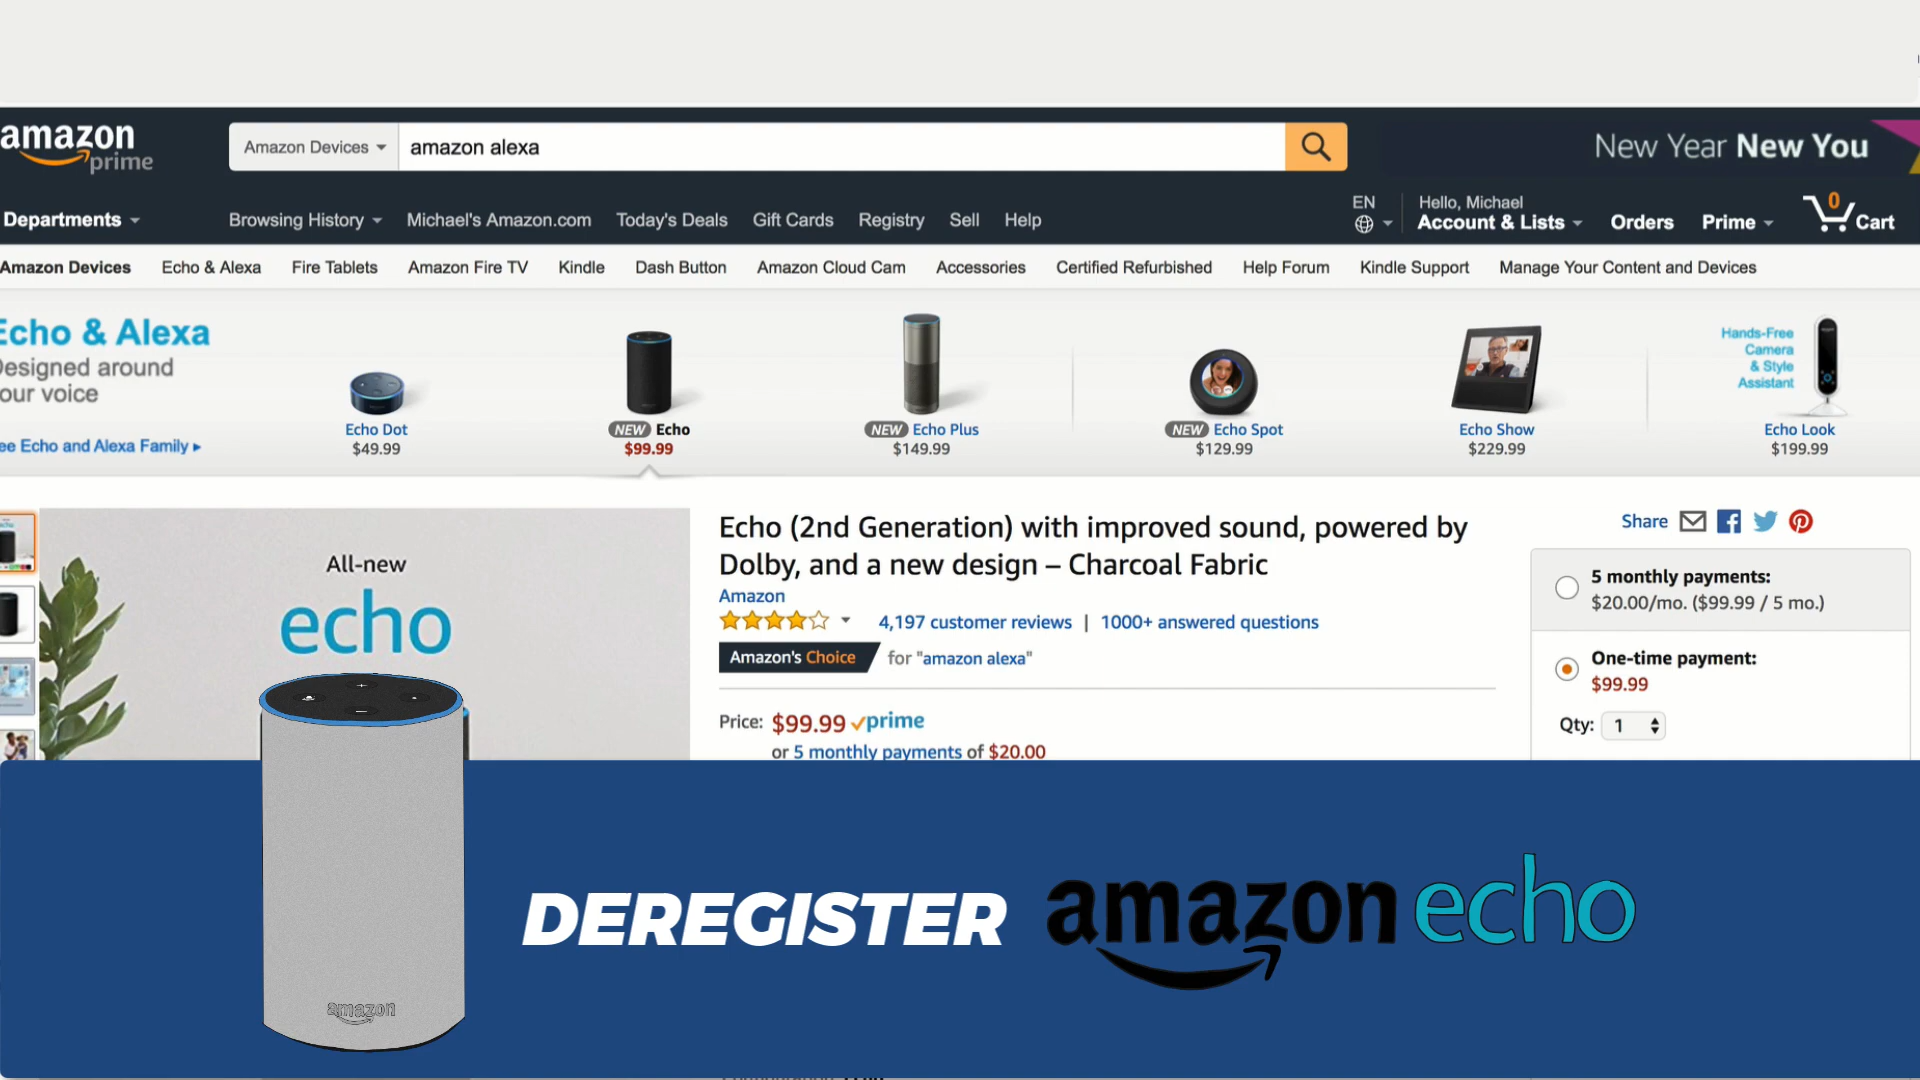 amazon
prime
Amazon Devices
amazon alexa
New Year New You
Departments
Browsing History
Michael's Amazon.com
Today's Deals
Gift Cards
Registry
Sell
Help
EN
Hello, Michael
Account & Lists
Orders
Prime
0
Cart
Amazon Devices
Echo & Alexa
Fire Tablets
Amazon Fire TV
Kindle
Dash Button
Amazon Cloud Cam
Accessories
Certified Refurbished
Help Forum
Kindle Support
Manage Your Content and Devices
Echo & Alexa
Designed around
our voice
ee Echo and Alexa Family
Echo Dot
$49.99
NEW Echo
$99.99
NEW Echo Plus
$149.99
NEW Echo Spot
$129.99
Echo Show
$229.99
Hands-Free
Camera
& Style
Assistant
Echo Look
$199.99
All-new
echo
Echo (2nd Generation) with improved sound, powered by
Dolby, and a new design – Charcoal Fabric
Amazon
4,197 customer reviews | 1000+ answered questions
Amazon's Choice for "amazon alexa"
Price: $99.99 prime
or 5 monthly payments of $20.00
Share
5 monthly payments:
$20.00/mo. ($99.99 / 5 mo.)
One-time payment:
$99.99
Qty: 1
DEREGISTER amazon echo
amazon